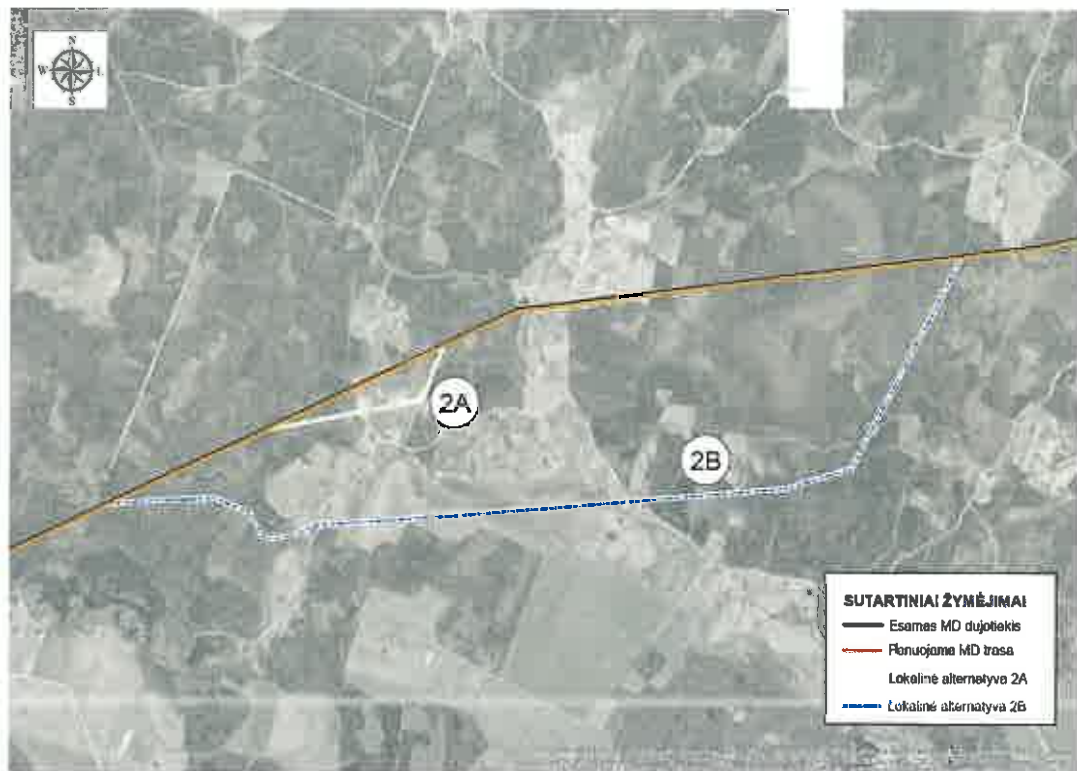 N
W L
S
2A
2B
SUTARTINIAI ŽYMĖJIMAI
Esamas MD dujotiekis
Planuojama MD trasa
Lokalinė alternatyva 2A
Lokalinė alternatyva 2B